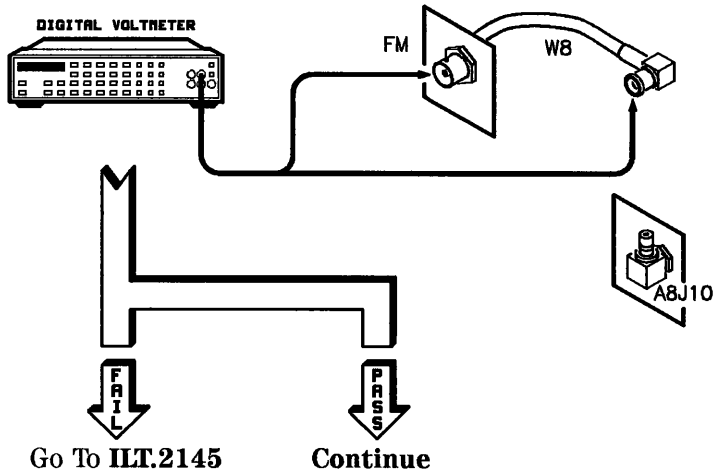 DIGITAL VOLTMETER
FM
W8
A8J10
FAIL
PASS
Go To ILT.2145
Continue